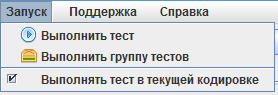 Запуск Поддержка Справка
Выполнить тест
Выполнить группу тестов
Выполнять тест в текущей кодировке